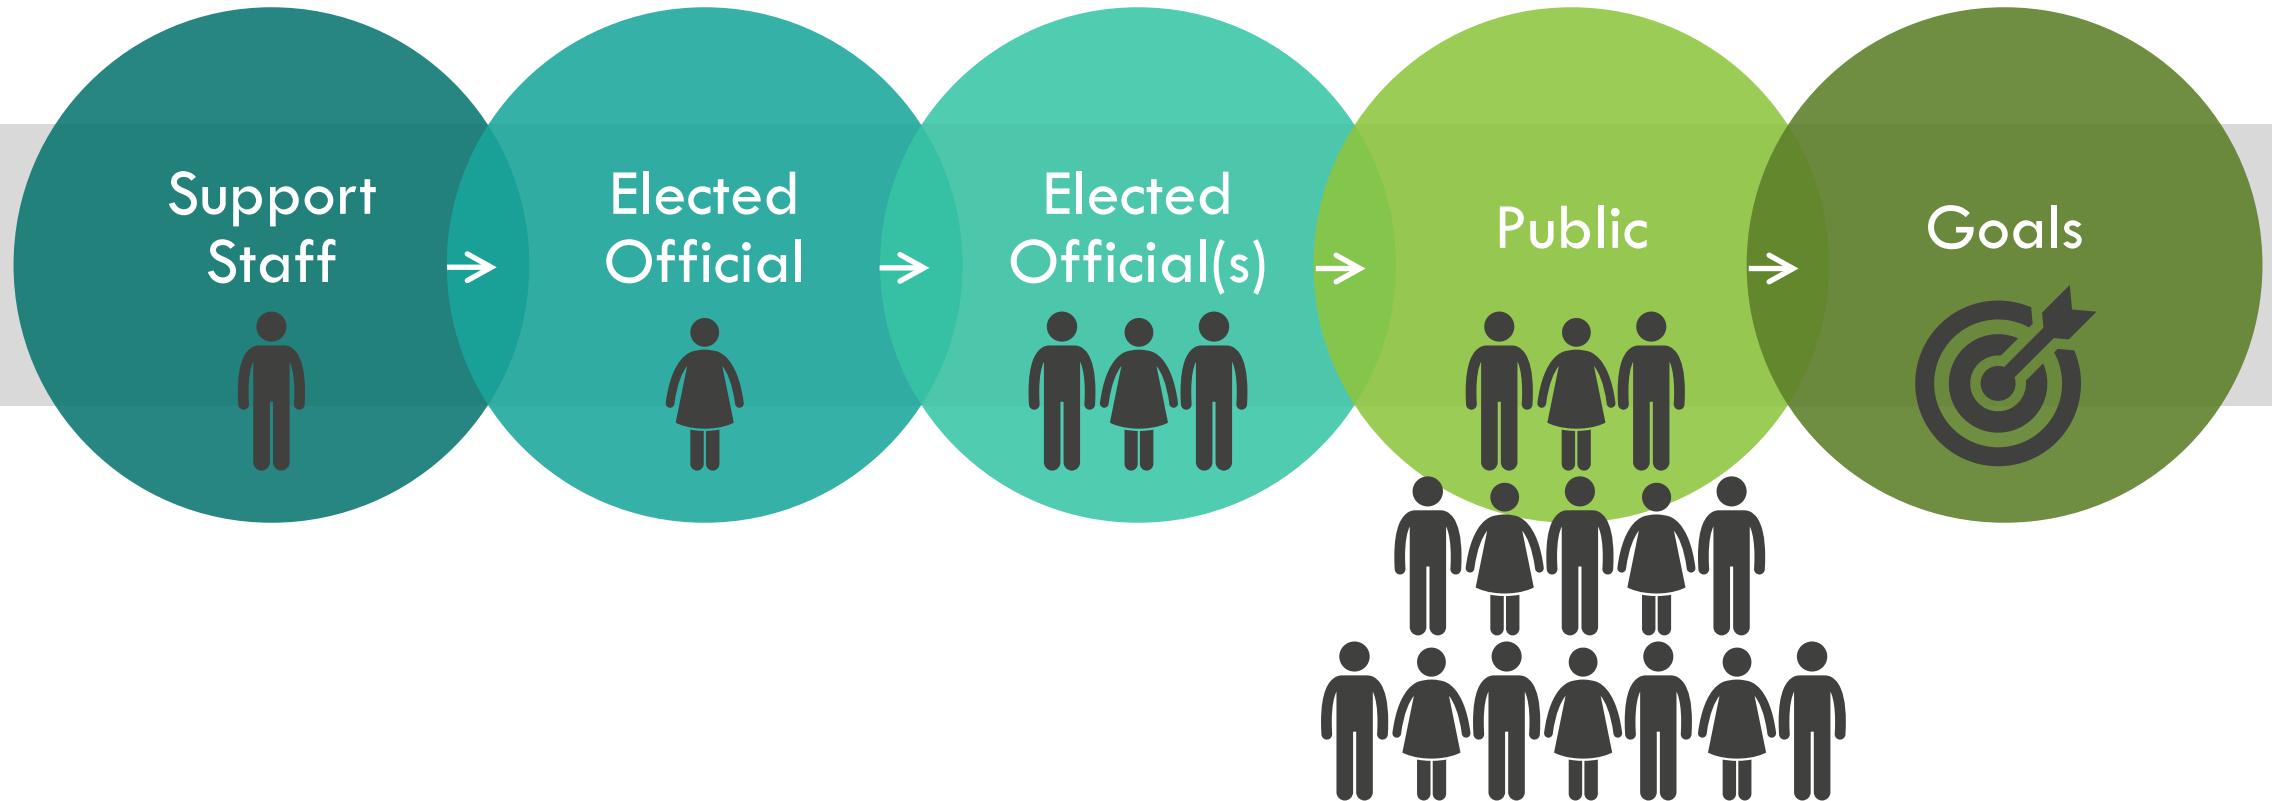 Support
Staff
Elected
Official
Elected
Official(s)
Public
Goals